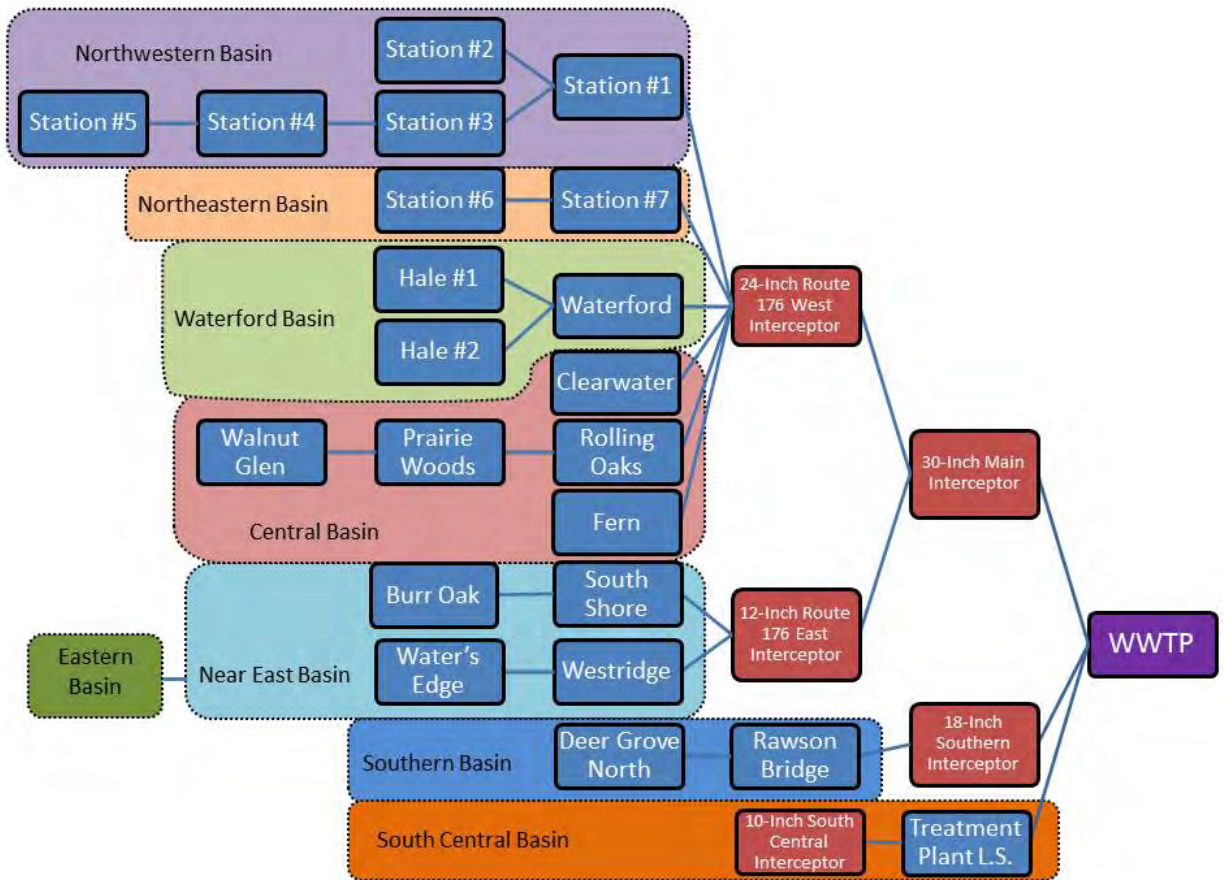 Northwestern Basin
Station #2
Station #1
Station #5
Station #4
Station #3
Northeastern Basin
Station #6
Station #7
Waterford Basin
Hale #1
Hale #2
Waterford
24-Inch Route
176 West
Interceptor
Clearwater
Walnut
Glen
Prairie
Woods
Rolling
Oaks
Fern
Central Basin
30-Inch Main
Interceptor
Burr Oak
South
Shore
12-Inch Route
176 East
Interceptor
WWTP
Eastern
Basin
Near East Basin
Water's
Edge
Westridge
Southern Basin
Deer Grove
North
Rawson
Bridge
18-Inch
Southern
Interceptor
South Central Basin
10-Inch South
Central
Interceptor
Treatment
Plant L.S.